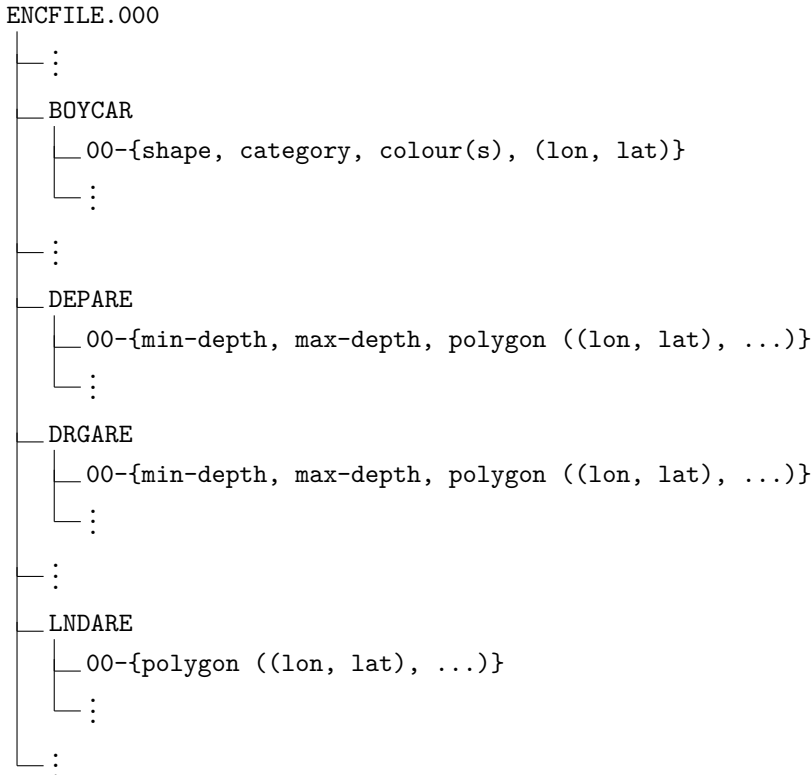 ENCFILE.000
⋮
BOYCAR
00-{shape, category, colour(s), (lon, lat)}
⋮
⋮
DEPARE
00-{min-depth, max-depth, polygon ((lon, lat), ...)}
⋮
DRGARE
00-{min-depth, max-depth, polygon ((lon, lat), ...)}
⋮
⋮
LNDARE
00-{polygon ((lon, lat), ...)}
⋮
⋮